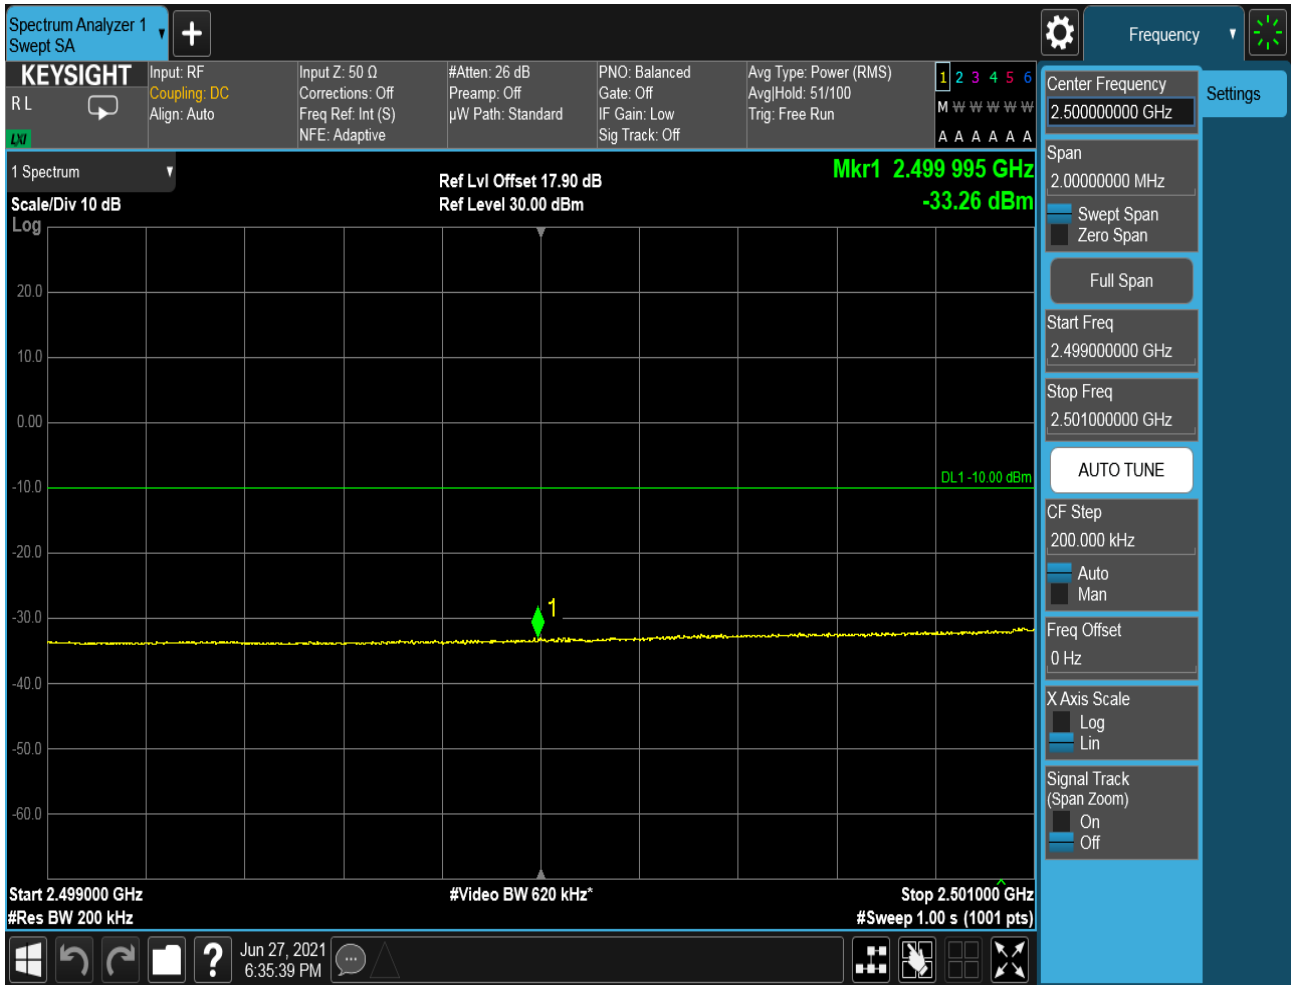 Spectrum Analyzer 1
Swept SA
Frequency
KEYSIGHT
R L
LXI
Input: RF
Coupling: DC
Align: Auto
Input Z: 50 Ω
Corrections: Off
Freq Ref: Int (S)
NFE: Adaptive
#Atten: 26 dB
Preamp: Off
µW Path: Standard
PNO: Balanced
Gate: Off
IF Gain: Low
Sig Track: Off
Avg Type: Power (RMS)
Avg|Hold: 51/100
Trig: Free Run
1 2 3 4 5 6
M W W W W W
A A A A A A
1 Spectrum
Scale/Div 10 dB
Log
Ref Lvl Offset 17.90 dB
Ref Level 30.00 dBm
Mkr1 2.499 995 GHz
-33.26 dBm
20.0
10.0
0.00
-10.0
-20.0
-30.0
-40.0
-50.0
-60.0
DL1 -10.00 dBm
1
Start 2.499000 GHz
#Res BW 200 kHz
#Video BW 620 kHz*
Stop 2.501000 GHz
#Sweep 1.00 s (1001 pts)
?
Jun 27, 2021
6:35:39 PM
Center Frequency
2.500000000 GHz
Settings
Span
2.00000000 MHz
Swept Span
Zero Span
Full Span
Start Freq
2.499000000 GHz
Stop Freq
2.501000000 GHz
AUTO TUNE
CF Step
200.000 kHz
Auto
Man
Freq Offset
0 Hz
X Axis Scale
Log
Lin
Signal Track
(Span Zoom)
On
Off